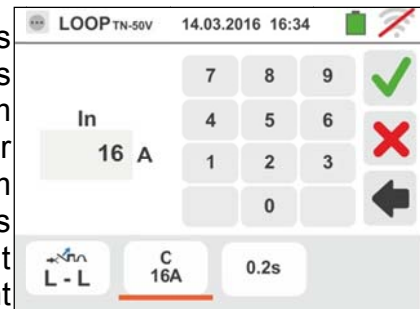 LOOP TN-50V 14.03.2016 16:34
7 8 9
In
4 5 6
16 A
1 2 3
0
L - L
C
16A
0.2s
s
s
n
r
n
s
t
t